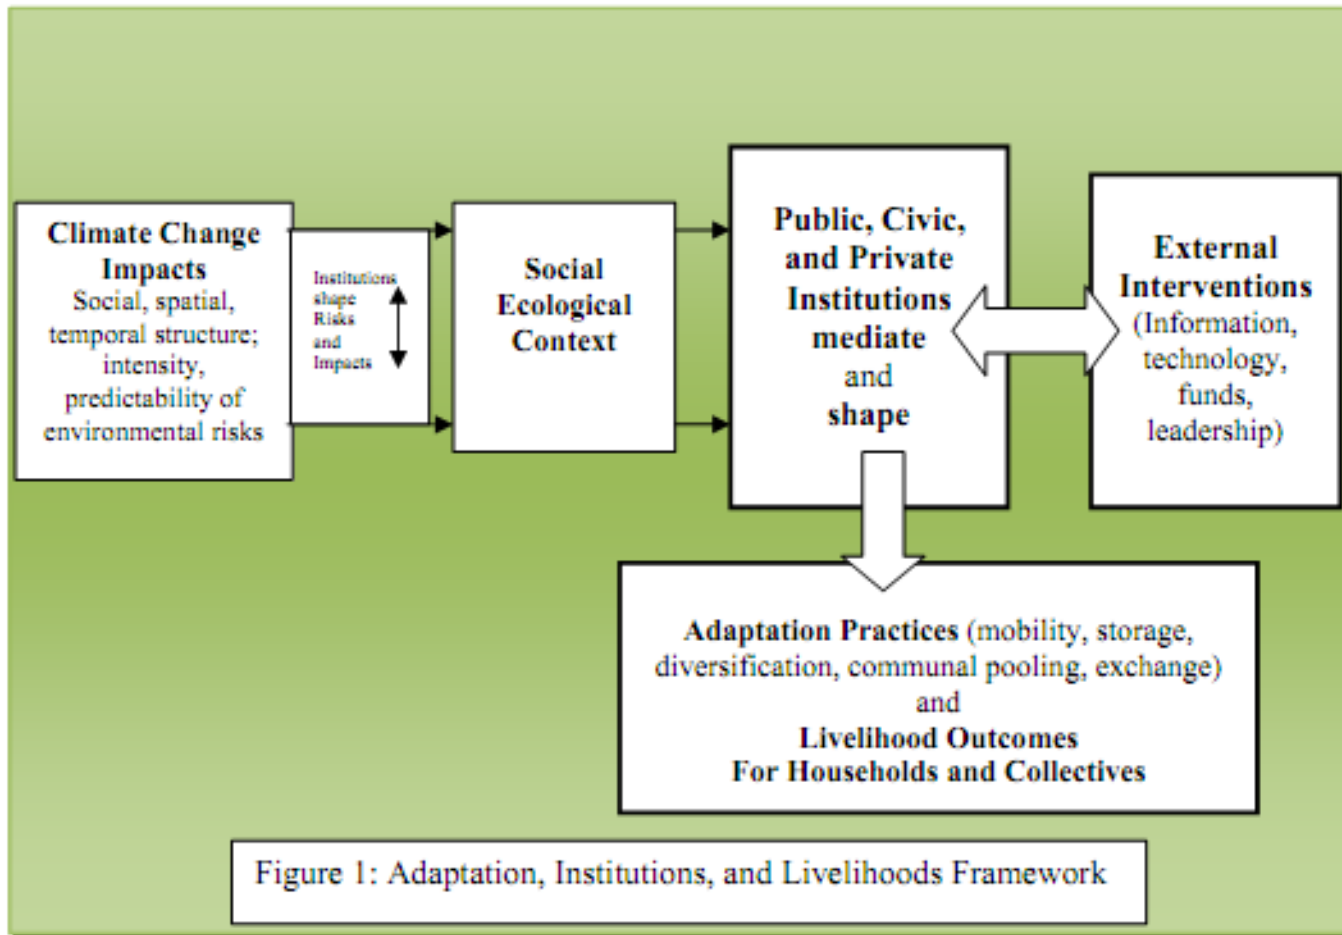 Climate Change
Impacts
Social, spatial,
temporal structure;
intensity,
predictability of
environmental risks
Institutions
shape
Risks
and
Impacts
Social
Ecological
Context
Public, Civic,
and Private
Institutions
mediate
and
shape
External
Interventions
(Information,
technology,
funds,
leadership)
Adaptation Practices (mobility, storage,
diversification, communal pooling, exchange)
and
Livelihood Outcomes
For Households and Collectives
Figure 1: Adaptation, Institutions, and Livelihoods Framework